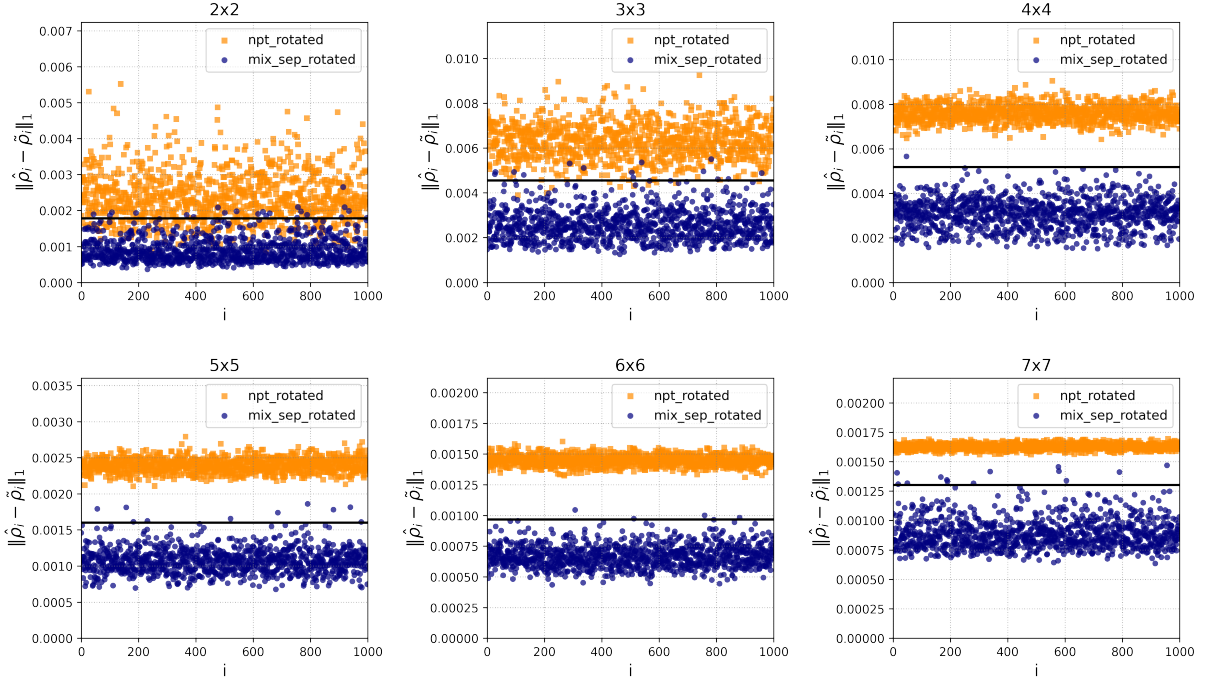 2x2
0.007
0.006
0.005
0.004
0.003
0.002
0.001
0.000
‖ρ̂ᵢ − ρ̃ᵢ‖₁
npt_rotated
mix_sep_rotated
0 200 400 600 800 1000
i
3x3
0.010
0.008
0.006
0.004
0.002
0.000
‖ρ̂ᵢ − ρ̃ᵢ‖₁
npt_rotated
mix_sep_rotated
0 200 400 600 800 1000
i
4x4
0.010
0.008
0.006
0.004
0.002
0.000
‖ρ̂ᵢ − ρ̃ᵢ‖₁
npt_rotated
mix_sep_rotated
0 200 400 600 800 1000
i
5x5
0.0035
0.0030
0.0025
0.0020
0.0015
0.0010
0.0005
0.0000
‖ρ̂ᵢ − ρ̃ᵢ‖₁
npt_rotated
mix_sep_rotated
0 200 400 600 800 1000
i
6x6
0.00200
0.00175
0.00150
0.00125
0.00100
0.00075
0.00050
0.00025
0.00000
‖ρ̂ᵢ − ρ̃ᵢ‖₁
npt_rotated
mix_sep_rotated
0 200 400 600 800 1000
i
7x7
0.00200
0.00175
0.00150
0.00125
0.00100
0.00075
0.00050
0.00025
0.00000
‖ρ̂ᵢ − ρ̃ᵢ‖₁
npt_rotated
mix_sep_rotated
0 200 400 600 800 1000
i